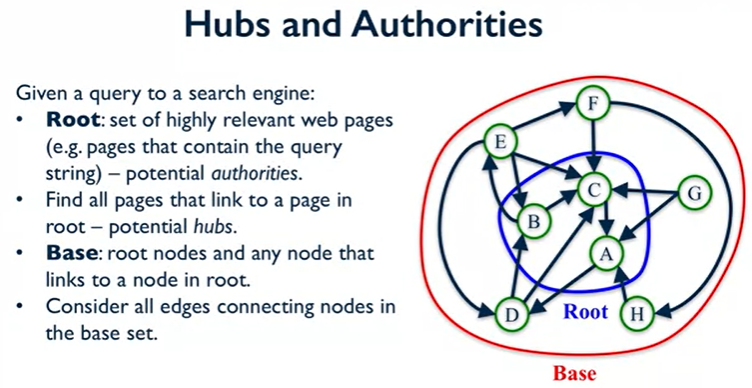 Hubs and Authorities
Given a query to a search engine:
• Root: set of highly relevant web pages
(e.g. pages that contain the query
string) – potential authorities.
• Find all pages that link to a page in
root – potential hubs.
• Base: root nodes and any node that
links to a node in root.
• Consider all edges connecting nodes in
the base set.
F
E
C
G
B
A
D
Root
H
Base